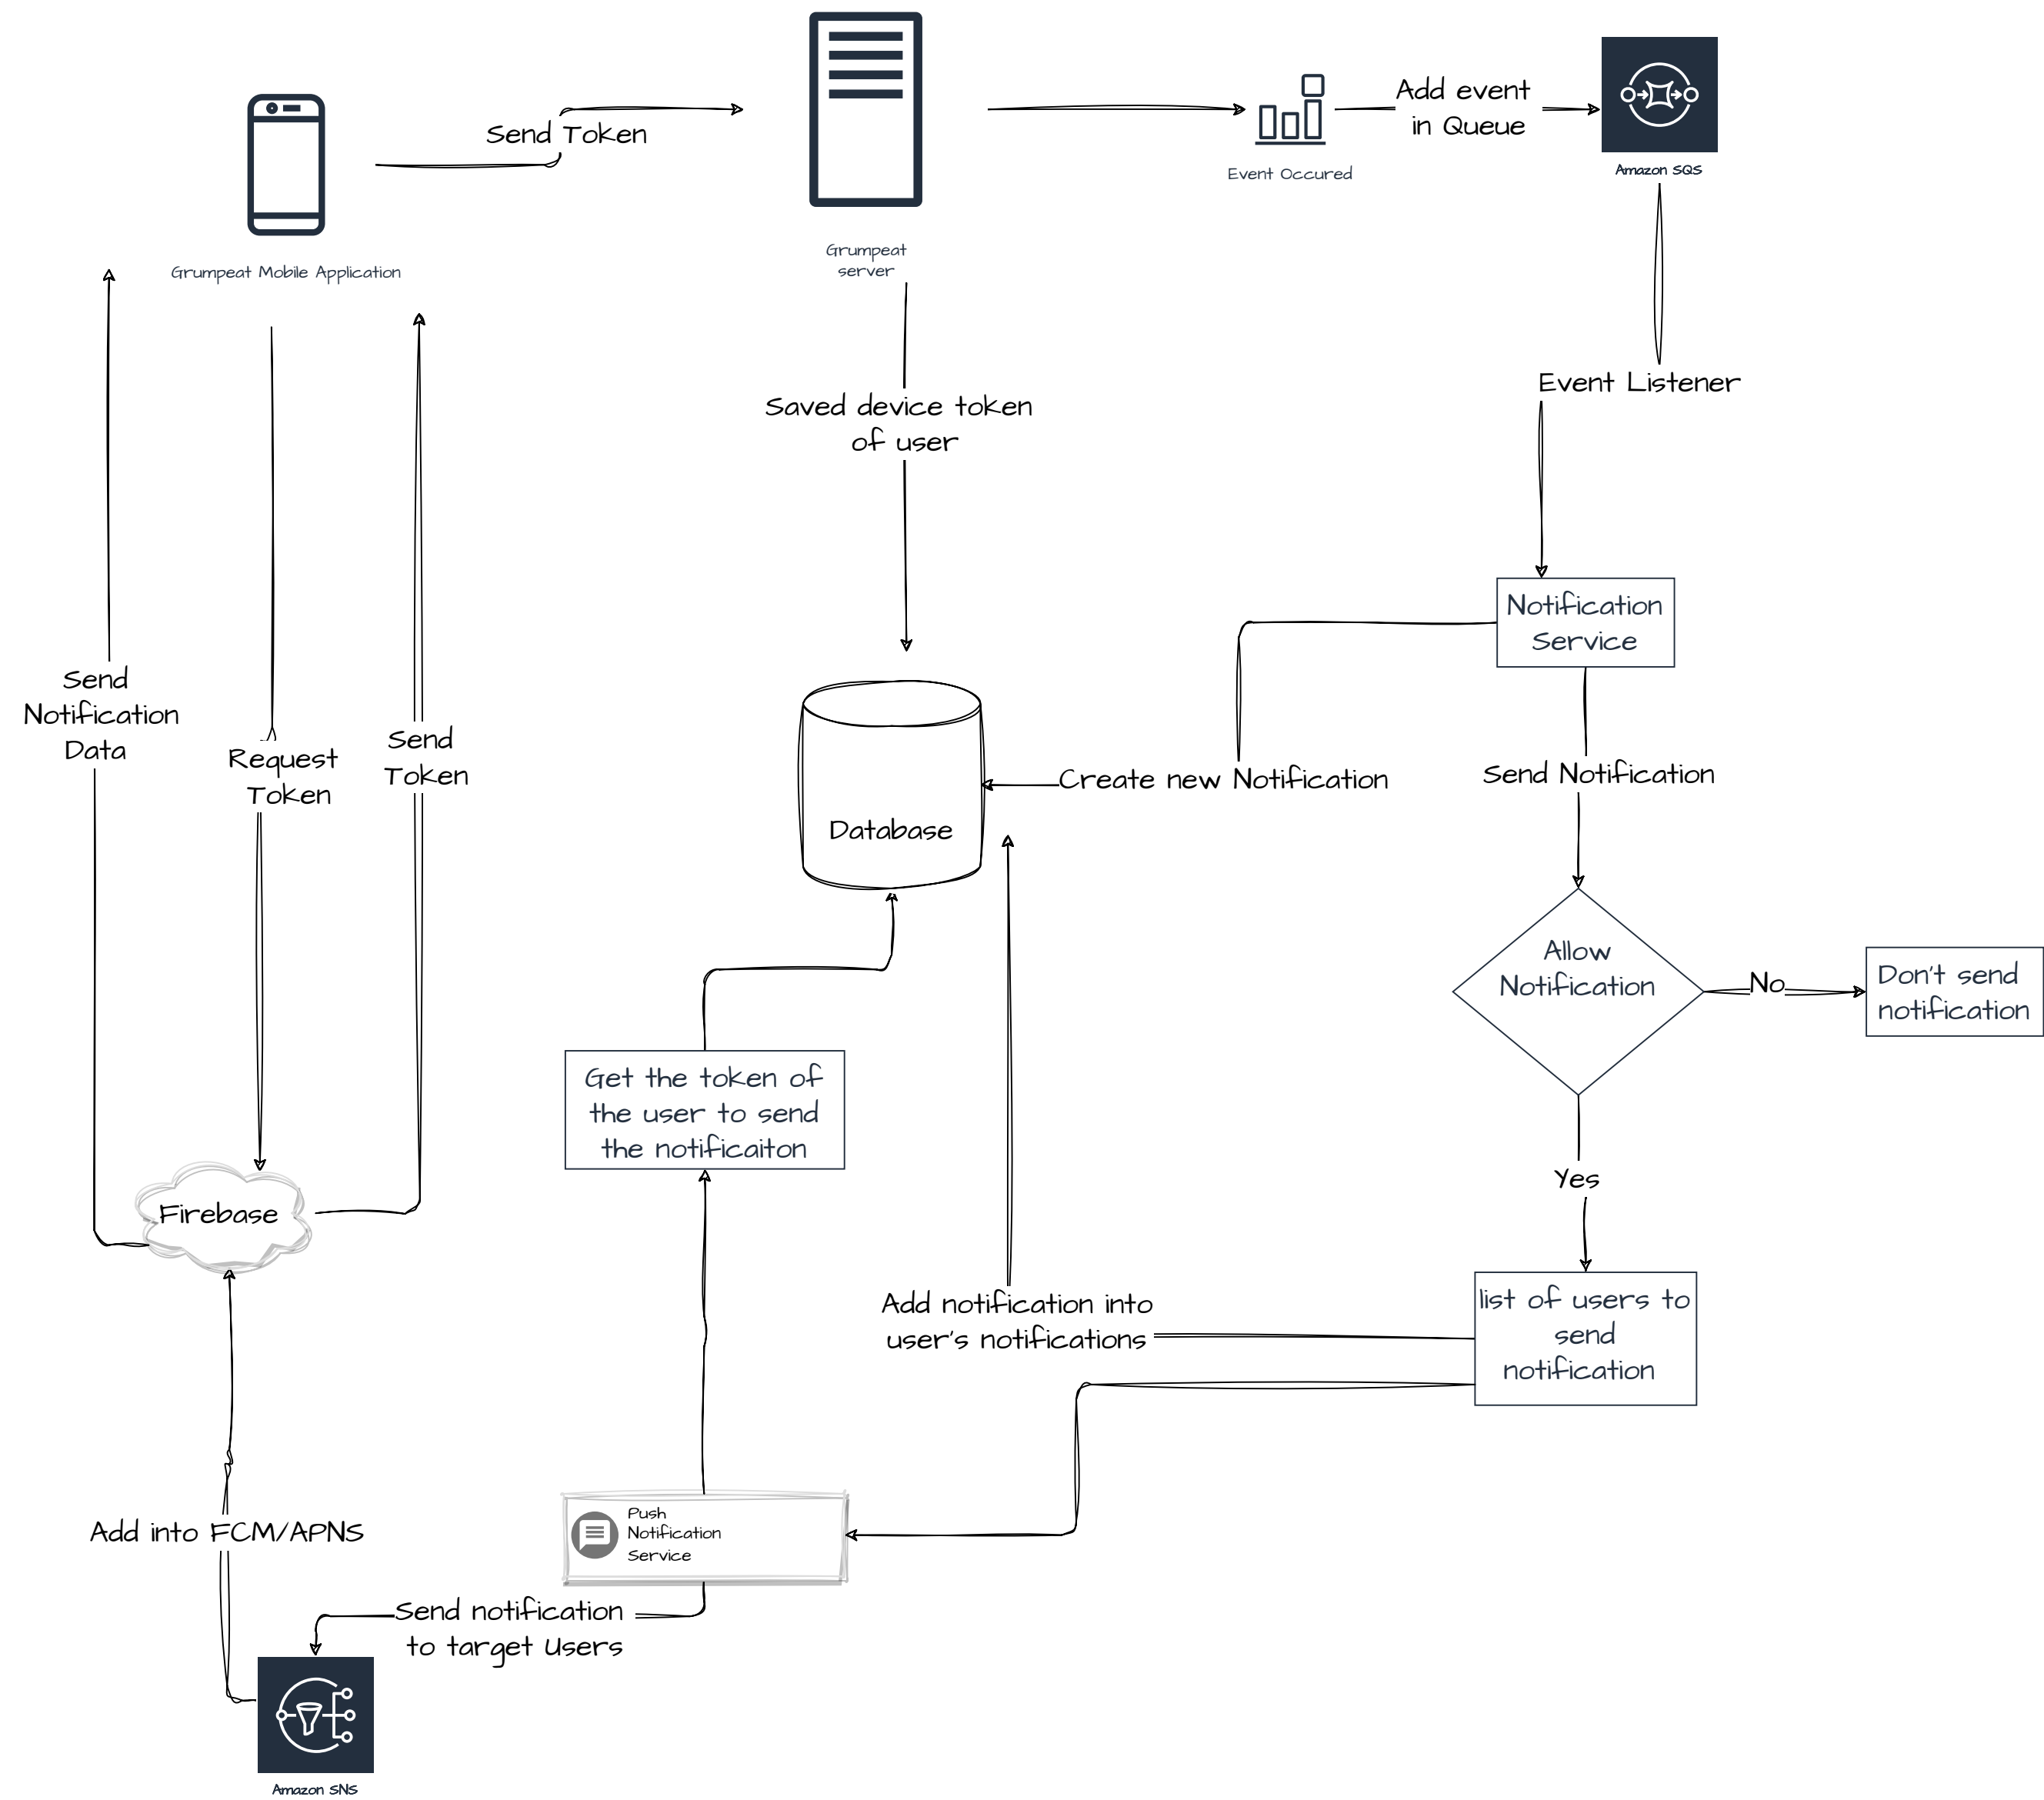 Send Token
Add event
in Queue
Amazon SQS
Event Occured
Grumpeat
server
Grumpeat Mobile Application
Event Listener
Saved device token
of user
Notification
Service
Send
Notification
Data
Request
Token
Send
Token
Create new Notification
Send Notification
Database
Allow
Notification
No
Don't send
notification
Get the token of
the user to send
the notificaiton
Yes
Firebase
Add notification into
user's notifications
list of users to
send
notification
Push
Notification
Service
Add into FCM/APNS
Send notification
to target Users
Amazon SNS